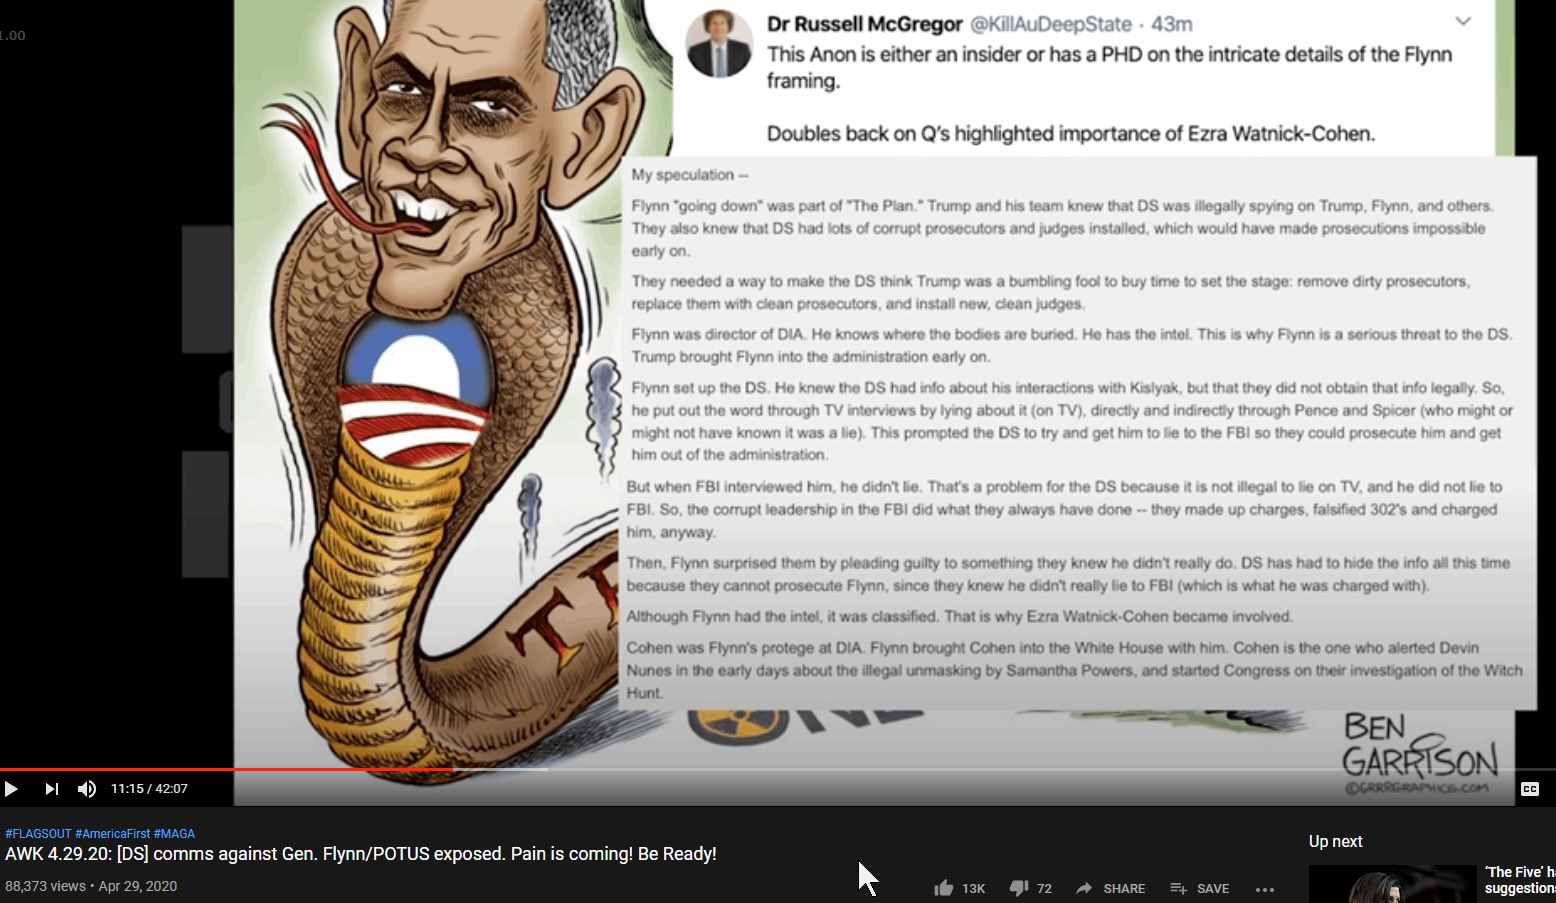 1.00
Dr Russell McGregor @KillAuDeepState · 43m
This Anon is either an insider or has a PHD on the intricate details of the Flynn
framing.
Doubles back on Q's highlighted importance of Ezra Watnick-Cohen.
My speculation --
Flynn "going down" was part of "The Plan." Trump and his team knew that DS was illegally spying on Trump, Flynn, and others.
They also knew that DS had lots of corrupt prosecutors and judges installed, which would have made prosecutions impossible
early on.
They needed a way to make the DS think Trump was a bumbling fool to buy time to set the stage: remove dirty prosecutors,
replace them with clean prosecutors, and install new, clean judges.
Flynn was director of DIA. He knows where the bodies are buried. He has the intel. This is why Flynn is a serious threat to the DS.
Trump brought Flynn into the administration early on.
Flynn set up the DS. He knew the DS had info about his interactions with Kislyak, but that they did not obtain that info legally. So,
he put out the word through TV interviews by lying about it (on TV), directly and indirectly through Pence and Spicer (who might or
might not have known it was a lie). This prompted the DS to try and get him to lie to the FBI so they could prosecute him and get
him out of the administration.
But when FBI interviewed him, he didn't lie. That's a problem for the DS because it is not illegal to lie on TV, and he did not lie to
FBI. So, the corrupt leadership in the FBI did what they always have done -- they made up charges, falsified 302's and charged
him, anyway.
Then, Flynn surprised them by pleading guilty to something they knew he didn't really do. DS has had to hide the info all this time
because they cannot prosecute Flynn, since they knew he didn't really lie to FBI (which is what he was charged with).
Although Flynn had the intel, it was classified. That is why Ezra Watnick-Cohen became involved.
Cohen was Flynn's protege at DIA. Flynn brought Cohen into the White House with him. Cohen is the one who alerted Devin
Nunes in the early days about the illegal unmasking by Samantha Powers, and started Congress on their investigation of the Witch
Hunt.
BEN
GARRISON
©GRRRGRAPHICS.COM
11:15 / 42:07
CC
#FLAGSOUT #AmericaFirst #MAGA
AWK 4.29.20: [DS] comms against Gen. Flynn/POTUS exposed. Pain is coming! Be Ready!
88,373 views • Apr 29, 2020
13K
72
SHARE
SAVE
Up next
'The Five' h
suggestions